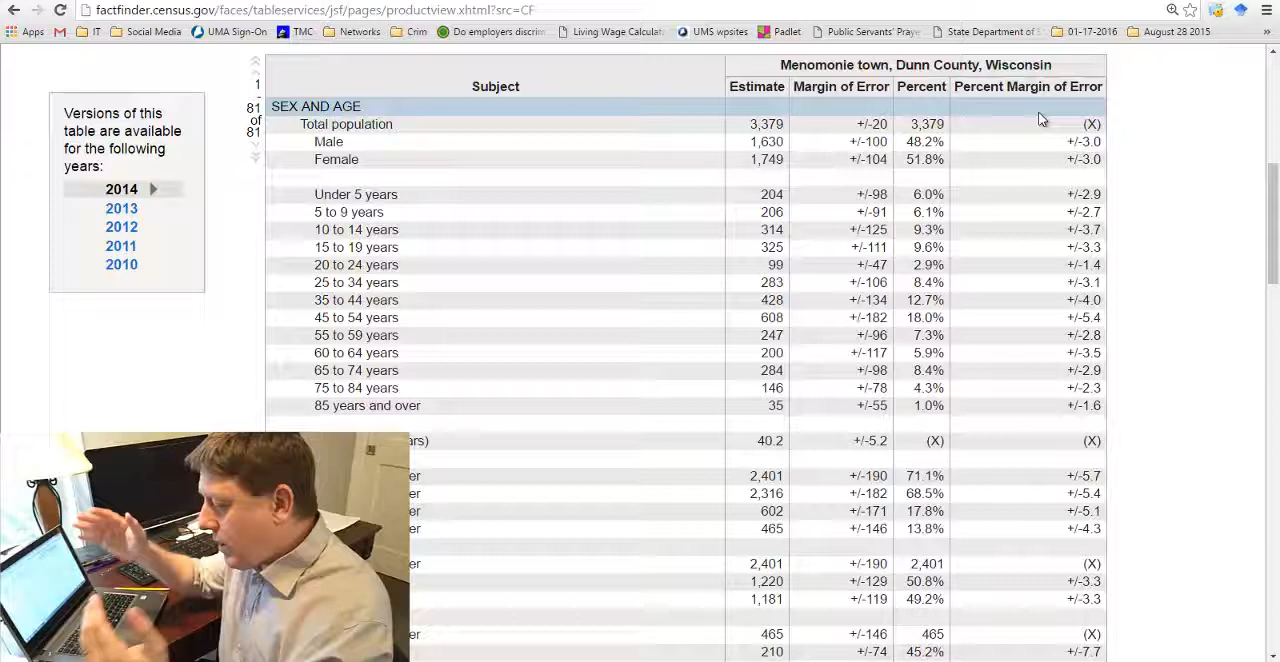 factfinder.census.gov/faces/tableservices/jsf/pages/productview.xhtml?src=CF
Apps IT Social Media UMA Sign-On TMC Networks Crim Do employers discrim Living Wage Calculat UMS wpsites Padlet Public Servants' Praye State Department of S 01-17-2016 August 28 2015
Versions of this table are available for the following years:
2014
2013
2012
2011
2010
1
-
81
of
81
Subject Menomonie town, Dunn County, Wisconsin
Estimate Margin of Error Percent Percent Margin of Error
SEX AND AGE
Total population 3,379 +/-20 3,379 (X)
Male 1,630 +/-100 48.2% +/-3.0
Female 1,749 +/-104 51.8% +/-3.0
Under 5 years 204 +/-98 6.0% +/-2.9
5 to 9 years 206 +/-91 6.1% +/-2.7
10 to 14 years 314 +/-125 9.3% +/-3.7
15 to 19 years 325 +/-111 9.6% +/-3.3
20 to 24 years 99 +/-47 2.9% +/-1.4
25 to 34 years 283 +/-106 8.4% +/-3.1
35 to 44 years 428 +/-134 12.7% +/-4.0
45 to 54 years 608 +/-182 18.0% +/-5.4
55 to 59 years 247 +/-96 7.3% +/-2.8
60 to 64 years 200 +/-117 5.9% +/-3.5
65 to 74 years 284 +/-98 8.4% +/-2.9
75 to 84 years 146 +/-78 4.3% +/-2.3
85 years and over 35 +/-55 1.0% +/-1.6
ars) 40.2 +/-5.2 (X) (X)
er 2,401 +/-190 71.1% +/-5.7
er 2,316 +/-182 68.5% +/-5.4
er 602 +/-171 17.8% +/-5.1
er 465 +/-146 13.8% +/-4.3
er 2,401 +/-190 2,401 (X)
1,220 +/-129 50.8% +/-3.3
1,181 +/-119 49.2% +/-3.3
er 465 +/-146 465 (X)
210 +/-74 45.2% +/-7.7